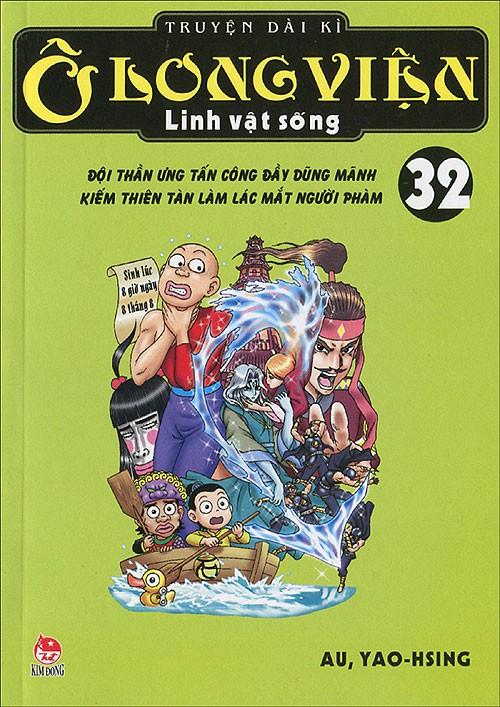 TRUYỆN DÀI KÌ
Ô LONG VIỆN
Linh vật sống
ĐỘI THẦN ƯNG TẤN CÔNG ĐẦY DŨNG MÃNH
KIẾM THIÊN TÀN LÀM LÁC MẮT NGƯỜI PHÀM
32
Sinh lúc
8 giờ ngày
8 tháng 8
AU, YAO-HSING
KIM ĐỒNG